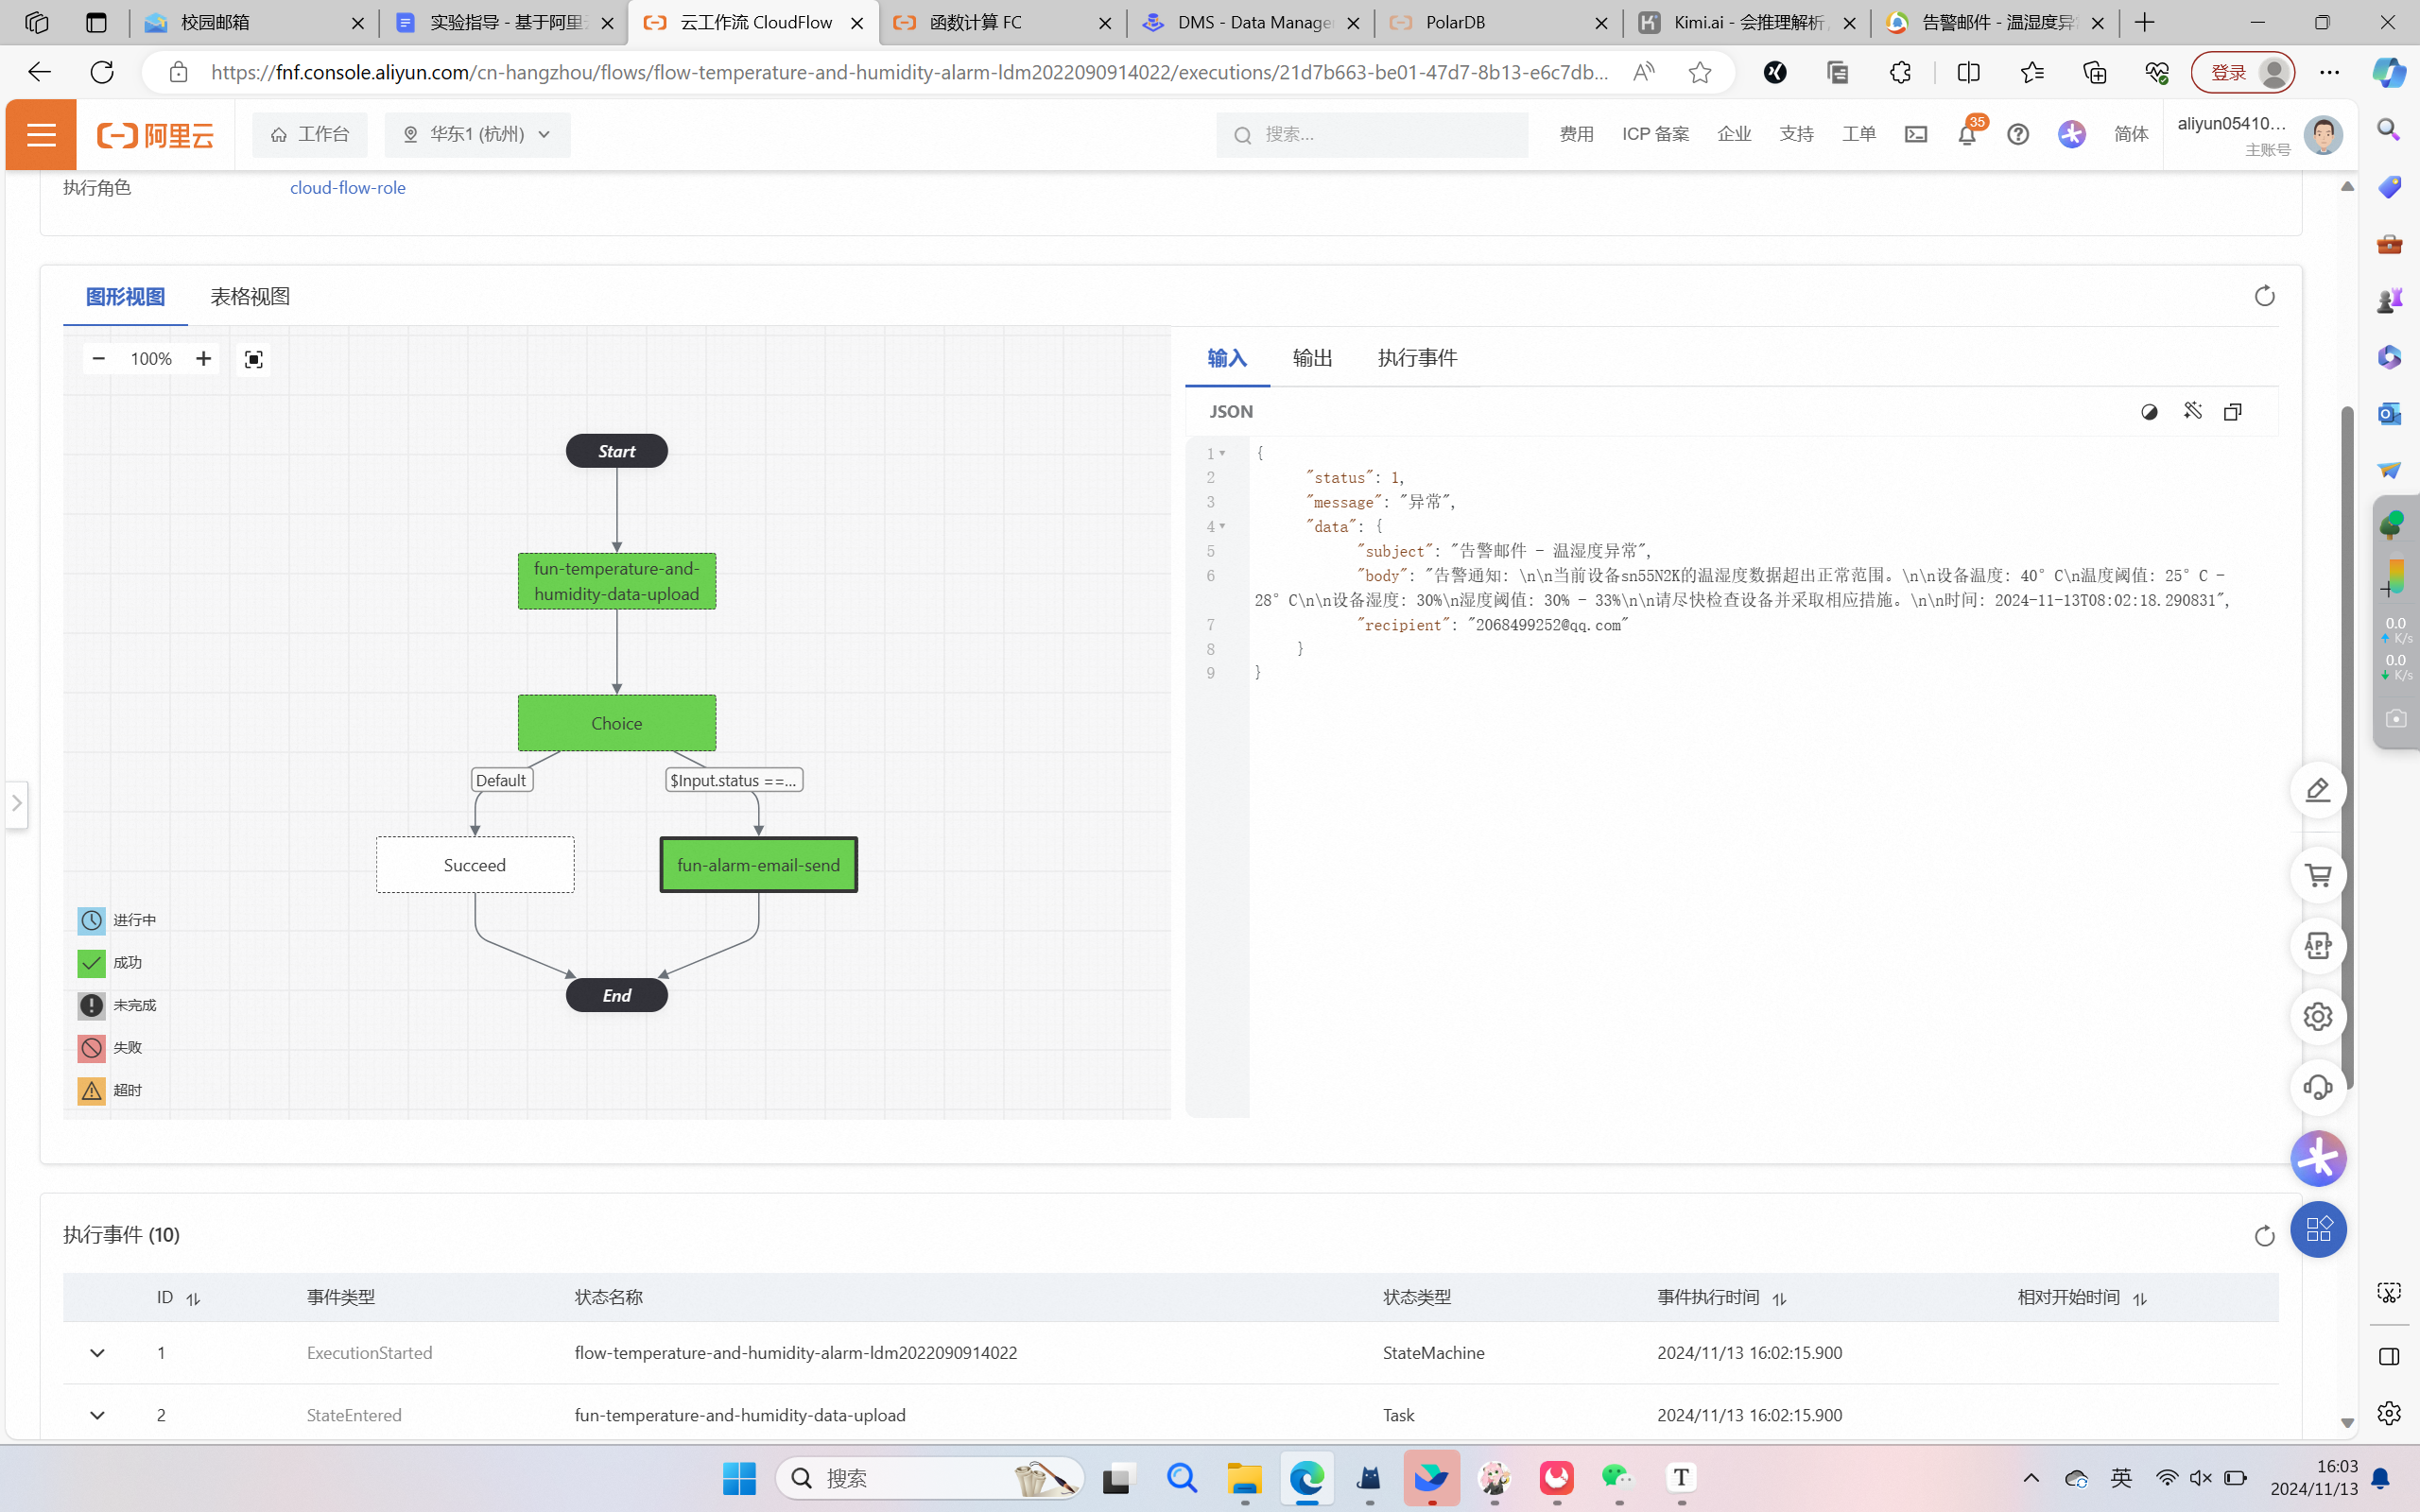 校园邮箱
实验指导 - 基于阿里
云工作流 CloudFlow
函数计算 FC
DMS - Data Manage
PolarDB
Kimi.ai - 会推理解析
告警邮件 - 温湿度异
https://fnf.console.aliyun.com/cn-hangzhou/flows/flow-temperature-and-humidity-alarm-ldm2022090914022/executions/21d7b663-be01-47d7-8b13-e6c7db...
登录
阿里云
工作台
华东1 (杭州)
搜索...
费用
ICP 备案
企业
支持
工单
35
简体
aliyun05410...
主账号
执行角色
cloud-flow-role
图形视图
表格视图
100%
输入
输出
执行事件
JSON
Start
fun-temperature-and-
humidity-data-upload
Choice
Default
$Input.status ==...
Succeed
fun-alarm-email-send
End
进行中
成功
未完成
失败
超时
1 {
2 "status": 1,
3 "message": "异常",
4 "data": {
5 "subject": "告警邮件 - 温湿度异常",
6 "body": "告警通知: \n\n当前设备sn55N2K的温湿度数据超出正常范围。\n\n设备温度: 40°C\n温度阈值: 25°C -
28°C\n\n设备湿度: 30%\n湿度阈值: 30% - 33%\n\n请尽快检查设备并采取相应措施。\n\n时间: 2024-11-13T08:02:18.290831",
7 "recipient": "2068499252@qq.com"
8 }
9 }
0.0
K/s
0.0
K/s
APP
执行事件 (10)
ID 事件类型 状态名称 状态类型 事件执行时间 相对开始时间
1 ExecutionStarted flow-temperature-and-humidity-alarm-ldm2022090914022 StateMachine 2024/11/13 16:02:15.900
2 StateEntered fun-temperature-and-humidity-data-upload Task 2024/11/13 16:02:15.900
搜索
英
16:03
2024/11/13